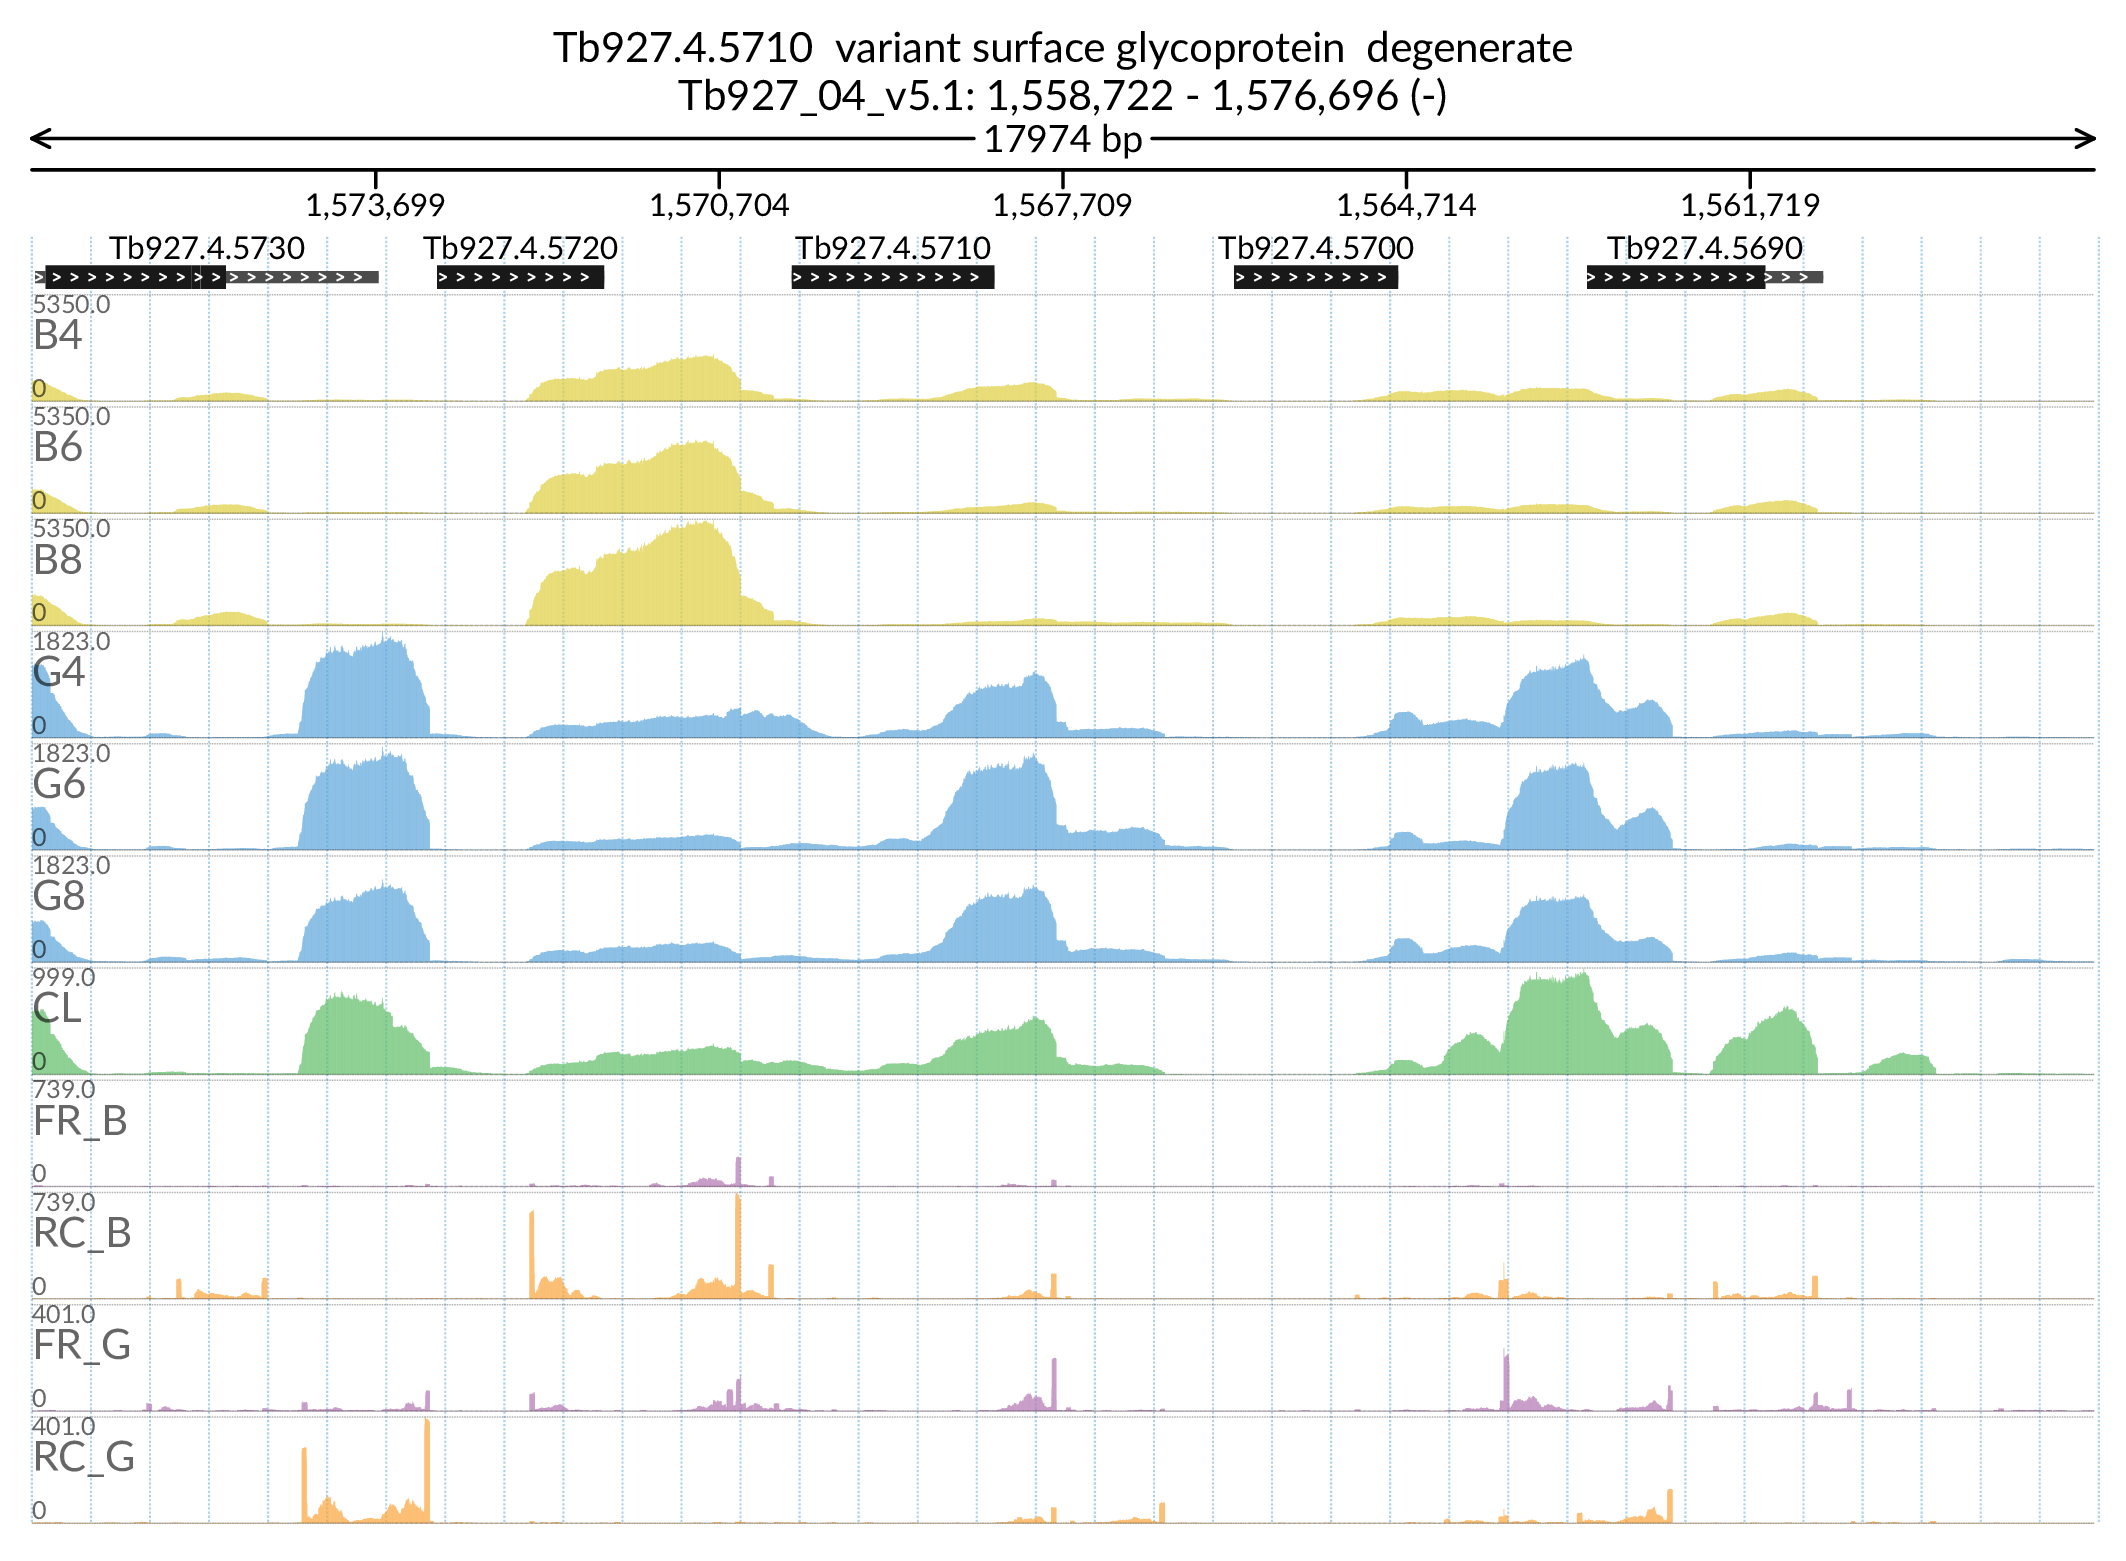 Tb927.4.5710  variant surface glycoprotein  degenerate
Tb927_04_v5.1: 1,558,722 - 1,576,696 (-)
17974 bp
1,573,699 1,570,704 1,567,709 1,564,714 1,561,719
Tb927.4.5730 Tb927.4.5720 Tb927.4.5710 Tb927.4.5700 Tb927.4.5690
5350.0
B4
0
5350.0
B6
0
5350.0
B8
0
1823.0
G4
0
1823.0
G6
0
1823.0
G8
0
999.0
CL
0
739.0
FR_B
0
739.0
RC_B
0
401.0
FR_G
0
401.0
RC_G
0